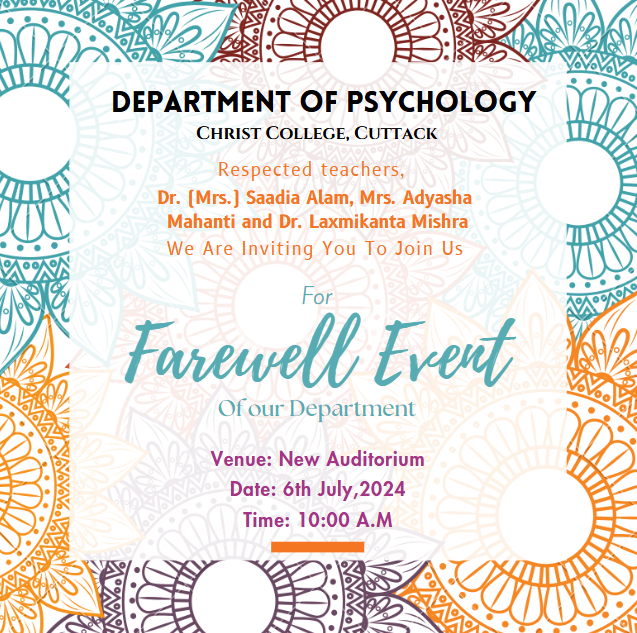 DEPARTMENT OF PSYCHOLOGY
CHRIST COLLEGE, CUTTACK
Respected teachers,
Dr. (Mrs.) Saadia Alam, Mrs. Adyasha
Mahanti and Dr. Laxmikanta Mishra
We Are Inviting You To Join Us
For
Farewell Event
Of our Department
Venue: New Auditorium
Date: 6th July,2024
Time: 10:00 A.M